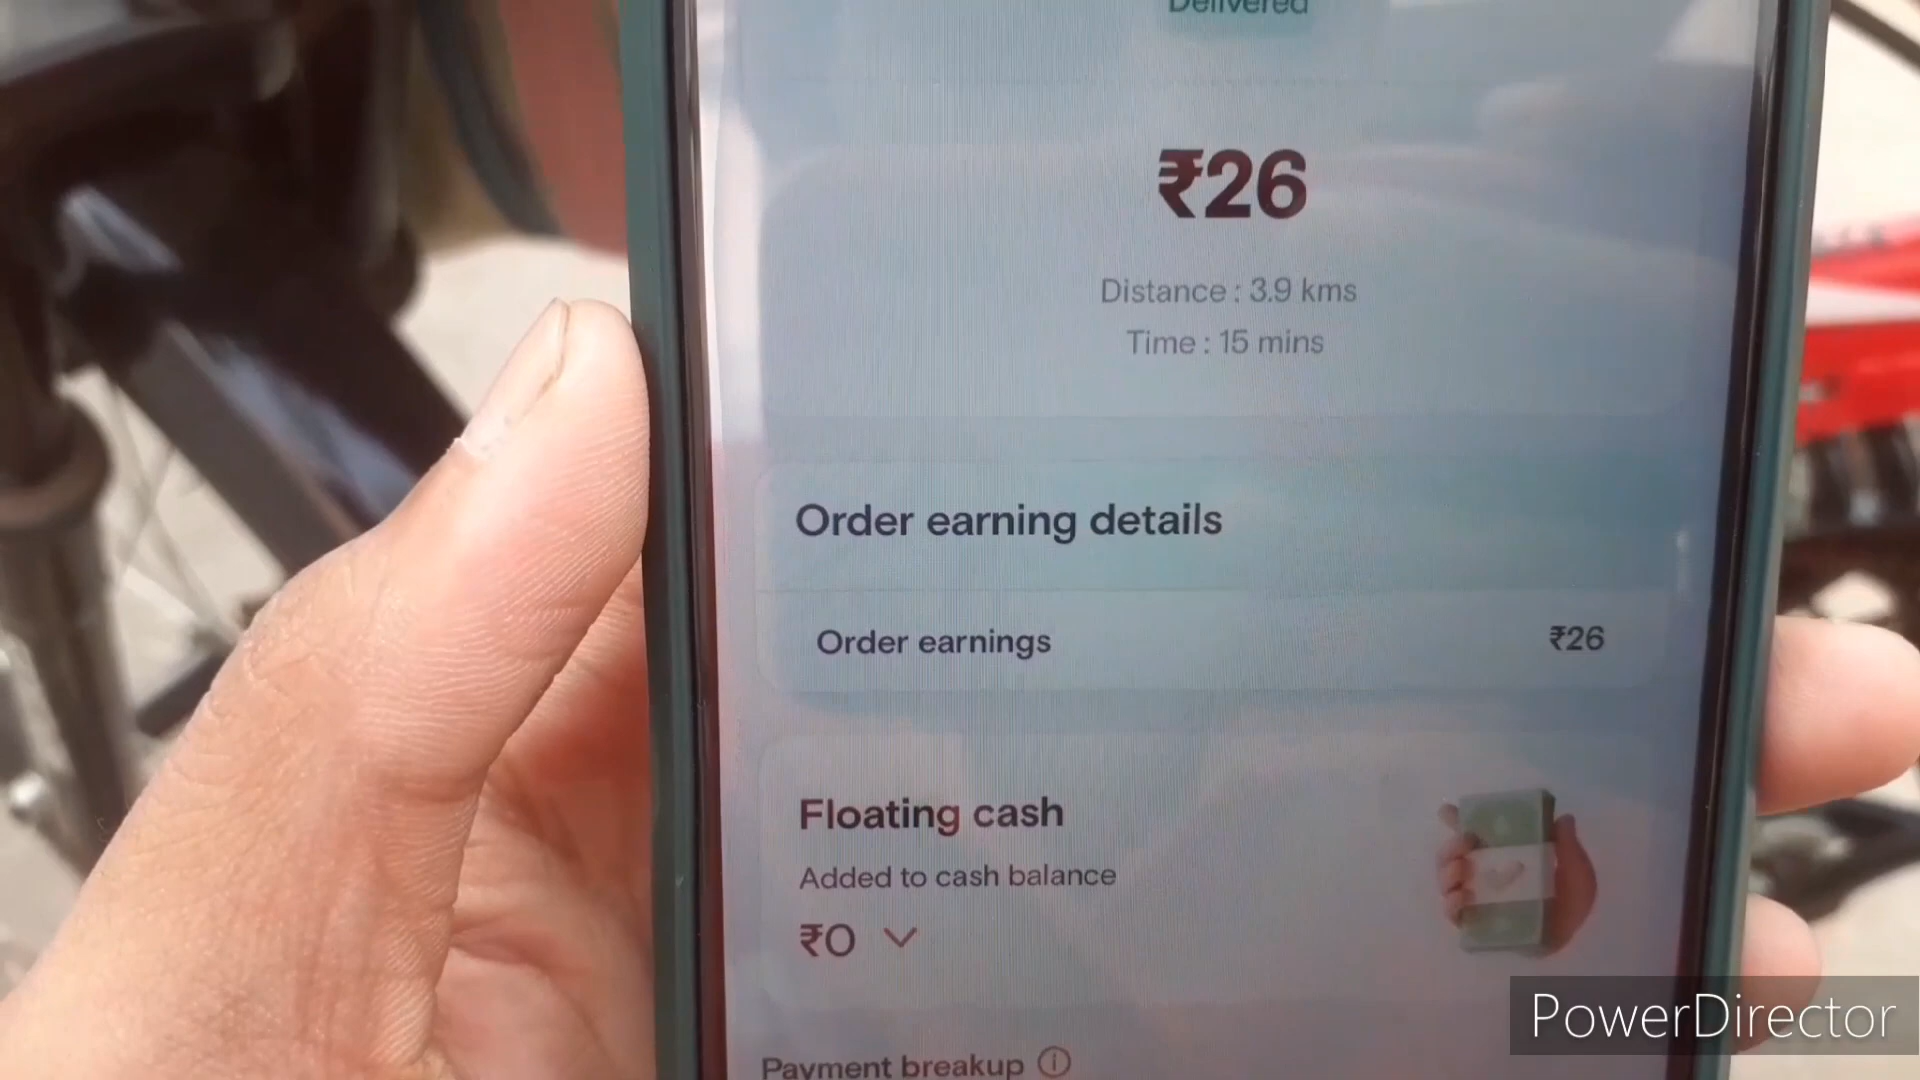 Delivered
₹26
Distance : 3.9 kms
Time : 15 mins
Order earning details
Order earnings ₹26
Floating cash
Added to cash balance
₹0
Payment breakup
PowerDirector